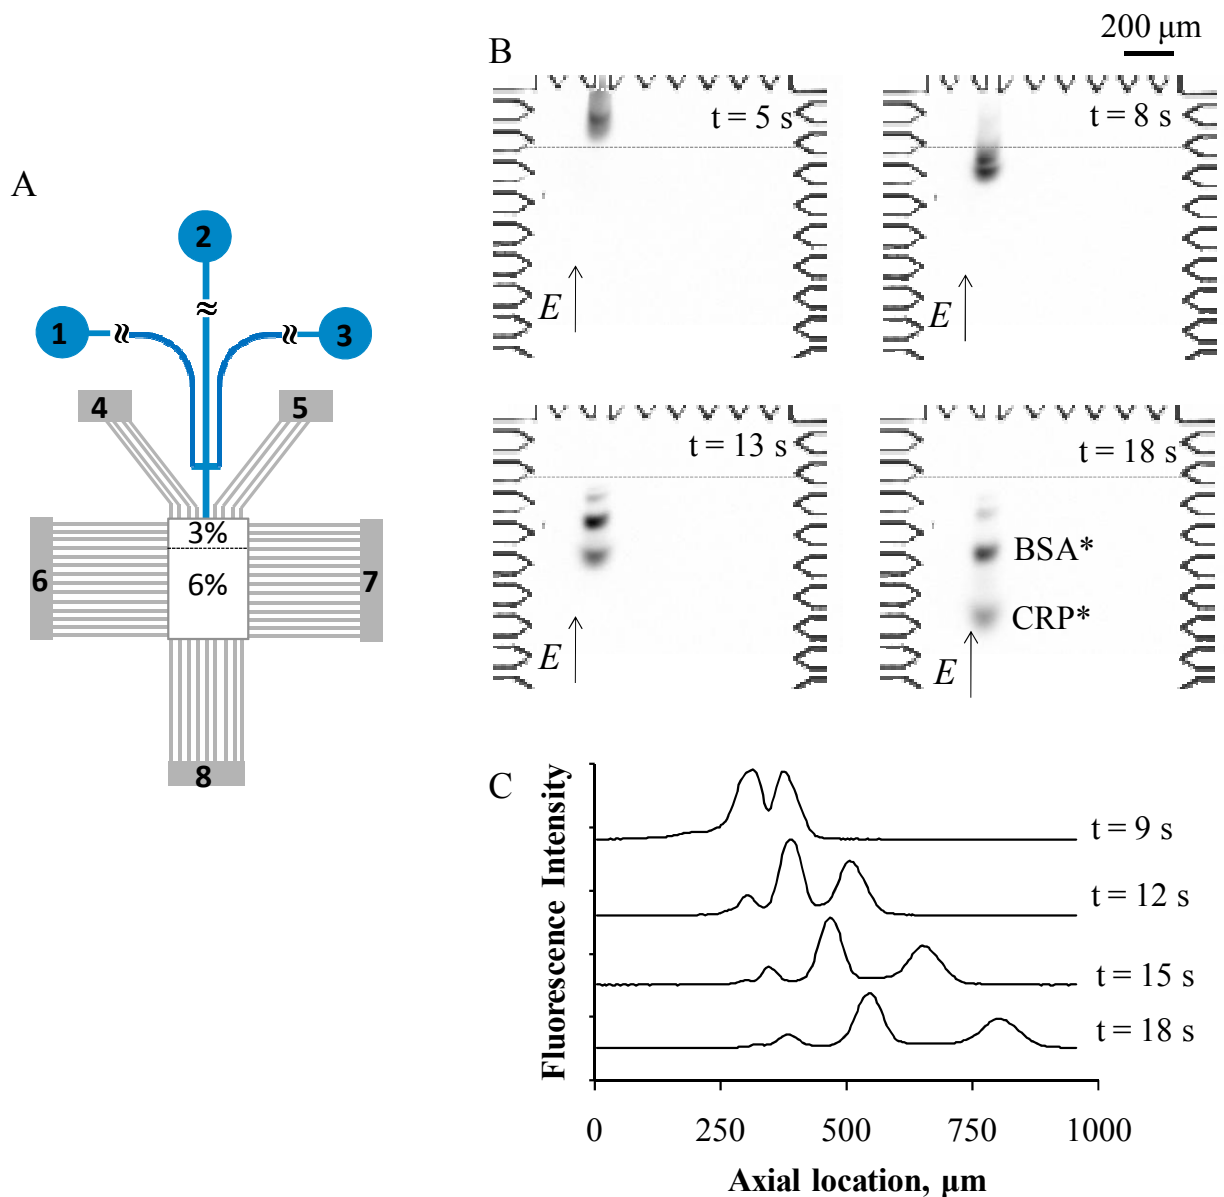 A
1
2
3
4
5
3%
6%
6
7
8
B
200 μm
t = 5 s
E
t = 8 s
E
t = 13 s
E
t = 18 s
BSA*
CRP*
E
C
Fluorescence Intensity
t = 9 s
t = 12 s
t = 15 s
t = 18 s
0 250 500 750 1000
Axial location, μm